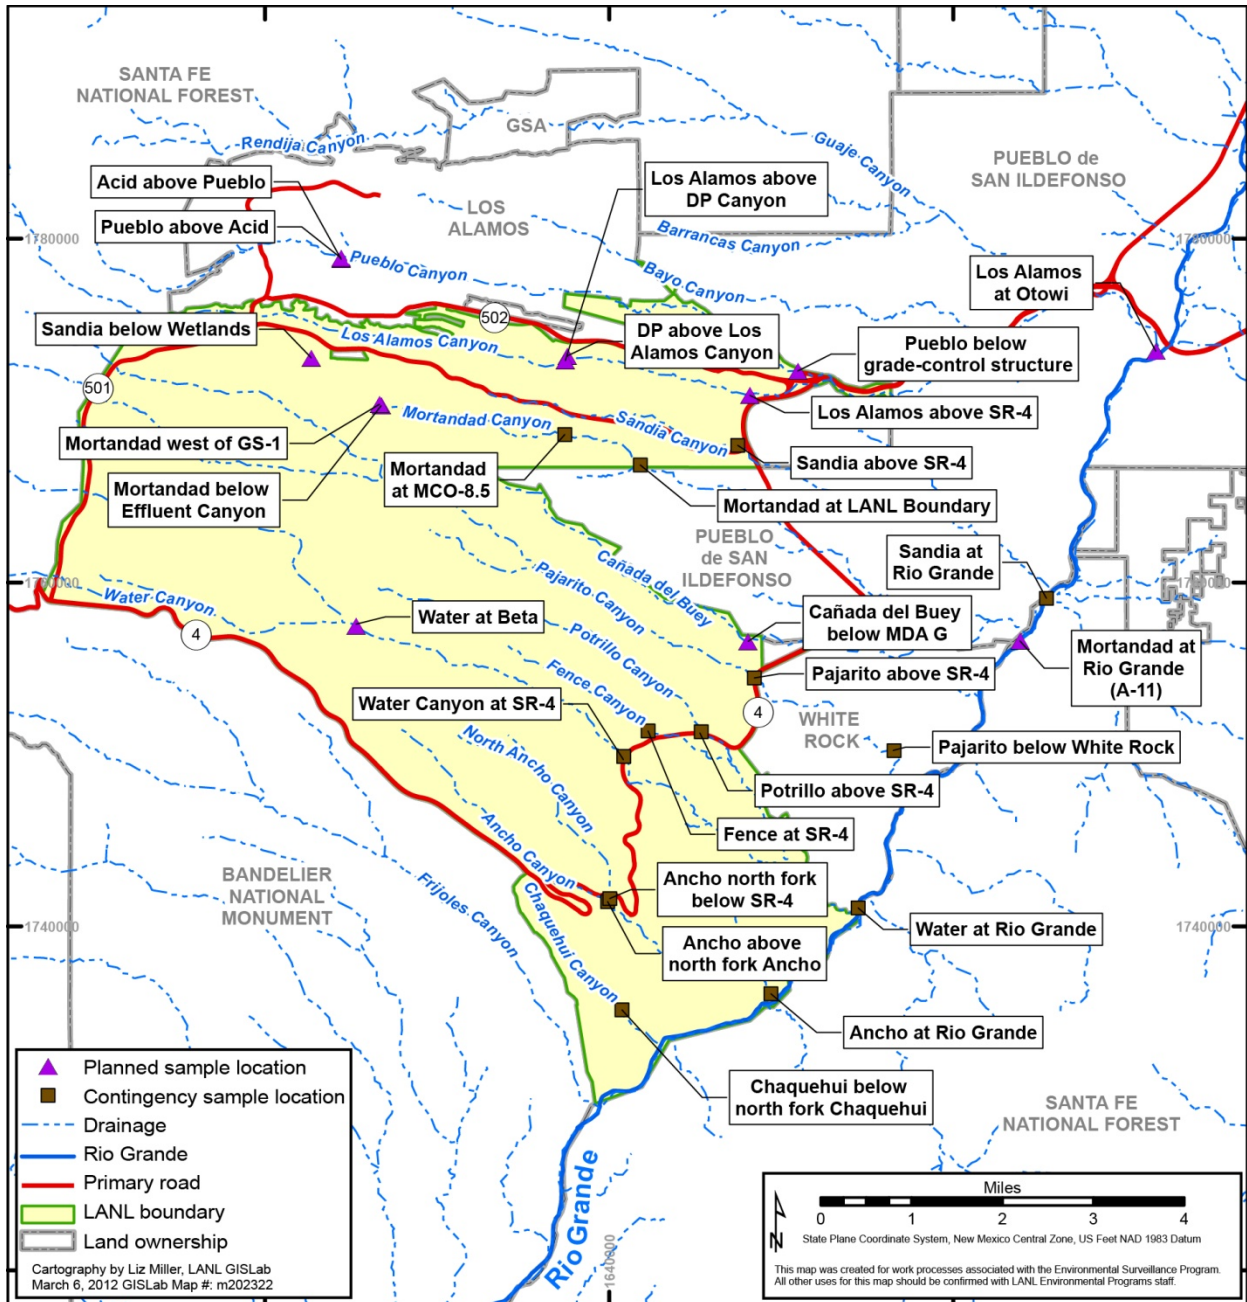 SANTA FE
NATIONAL FOREST
GSA
Rendija Canyon
Guaje Canyon
PUEBLO de
SAN ILDEFONSO
Acid above Pueblo
Los Alamos above
DP Canyon
LOS
ALAMOS
Pueblo above Acid
Barrancas Canyon
1780000
1780000
Pueblo Canyon
Bayo Canyon
Los Alamos
at Otowi
Sandia below Wetlands
502
Los Alamos Canyon
DP above Los
Alamos Canyon
Pueblo below
grade-control structure
501
Mortandad Canyon
Sandia Canyon
Los Alamos above SR-4
Mortandad west of GS-1
Mortandad
at MCO-8.5
Sandia above SR-4
Mortandad below
Effluent Canyon
Mortandad at LANL Boundary
PUEBLO
de SAN
ILDEFONSO
Sandia at
Rio Grande
Cañada del Buey
Pajarito Canyon
1760000
1760000
Water Canyon
Water at Beta
4
Potrillo Canyon
Cañada del Buey
below MDA G
Mortandad at
Rio Grande
(A-11)
Fence Canyon
Pajarito above SR-4
Water Canyon at SR-4
4
WHITE
ROCK
North Ancho Canyon
Pajarito below White Rock
Potrillo above SR-4
Fence at SR-4
Ancho Canyon
BANDELIER
NATIONAL
MONUMENT
Frijoles Canyon
Chaquehui Canyon
Ancho north fork
below SR-4
1740000
Water at Rio Grande
1740000
Ancho above
north fork Ancho
Ancho at Rio Grande
Chaquehui below
north fork Chaquehui
SANTA FE
NATIONAL FOREST
Rio Grande
1640000
Planned sample location
Contingency sample location
Drainage
Rio Grande
Primary road
LANL boundary
Land ownership
Cartography by Liz Miller, LANL GISLab
March 6, 2012 GISLab Map #: m202322
Miles
0 1 2 3 4
N
State Plane Coordinate System, New Mexico Central Zone, US Feet NAD 1983 Datum
This map was created for work processes associated with the Environmental Surveillance Program.
All other uses for this map should be confirmed with LANL Environmental Programs staff.